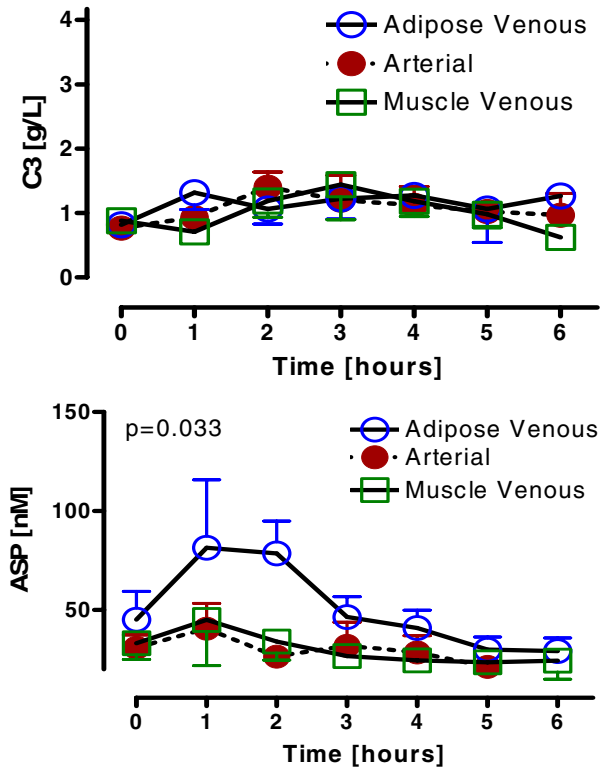 4
3
2
1
0
C3 [g/L]
Adipose Venous
Arterial
Muscle Venous
0 1 2 3 4 5 6
Time [hours]
150
100
50
ASP [nM]
p=0.033
Adipose Venous
Arterial
Muscle Venous
0 1 2 3 4 5 6
Time [hours]